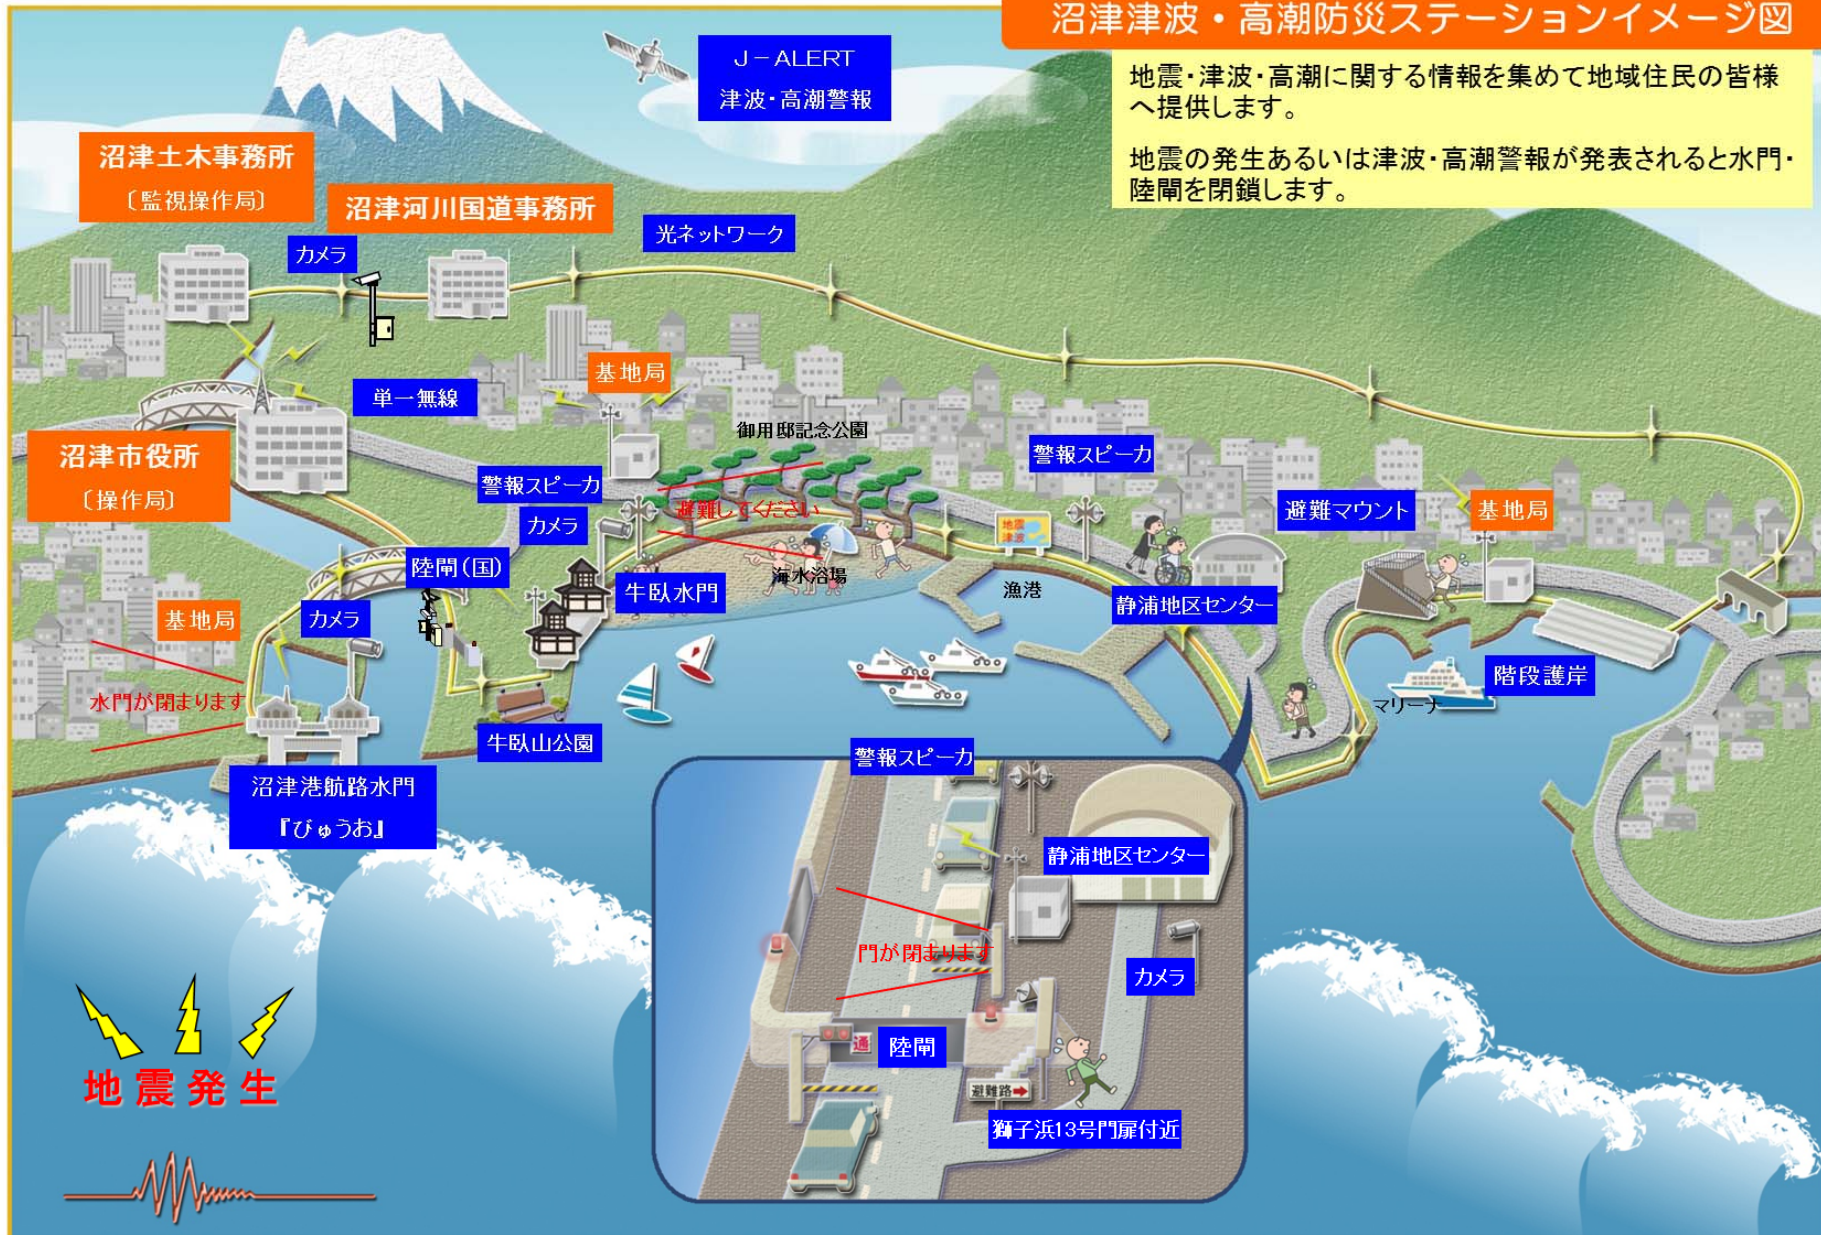 沼津津波・高潮防災ステーションイメージ図
地震・津波・高潮に関する情報を集めて地域住民の皆様
へ提供します。
地震の発生あるいは津波・高潮警報が発表されると水門・
陸閘を閉鎖します。
J－ALERT
津波・高潮警報
沼津土木事務所
〔監視操作局〕
沼津河川国道事務所
カメラ
光ネットワーク
単一無線
基地局
御用邸記念公園
沼津市役所
〔操作局〕
警報スピーカ
カメラ
避難してください
警報スピーカ
避難マウント
基地局
地震
津波
陸閘(国)
牛臥水門
海水浴場
漁港
静浦地区センター
基地局
カメラ
水門が閉まります
階段護岸
マリーナ
牛臥山公園
沼津港航路水門
『びゅうお』
警報スピーカ
静浦地区センター
門が閉まります
カメラ
通
陸閘
避難路➡
獅子浜13号門扉付近
地震発生